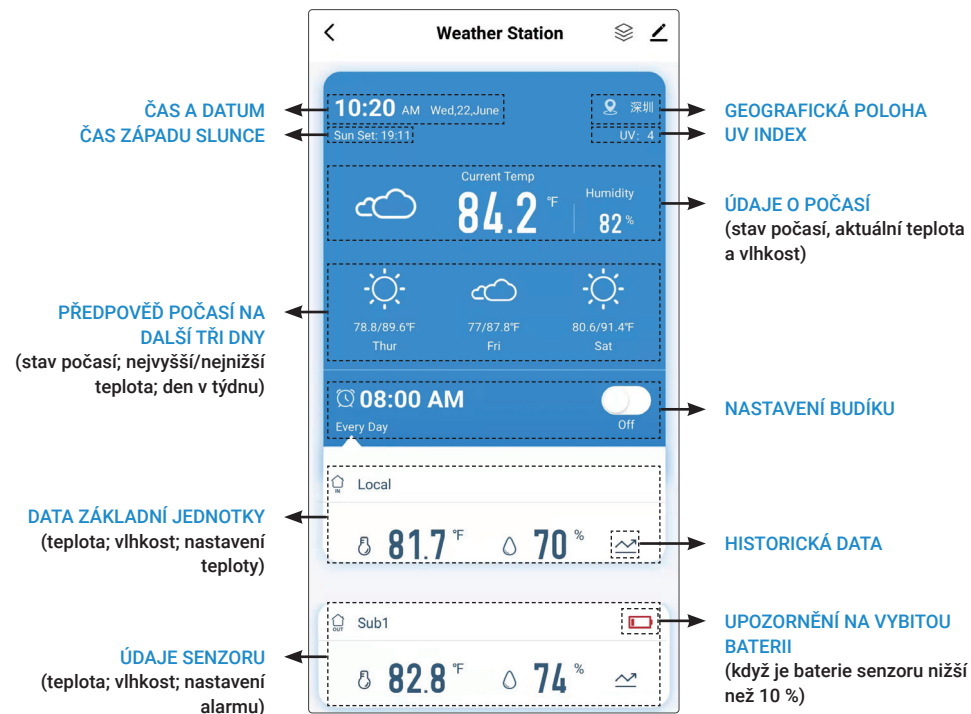 Weather Station
ČAS A DATUM
10:20 AM Wed,22,June
深圳
GEOGRAFICKÁ POLOHA
ČAS ZÁPADU SLUNCE
Sun Set: 19:11
UV: 4
UV INDEX
Current Temp
84.2 °F
Humidity
82 %
ÚDAJE O POČASÍ
(stav počasí, aktuální teplota
a vlhkost)
PŘEDPOVĚĎ POČASÍ NA
DALŠÍ TŘI DNY
(stav počasí; nejvyšší/nejnižší
teplota; den v týdnu)
78.8/89.6°F
Thur
77/87.8°F
Fri
80.6/91.4°F
Sat
08:00 AM
Every Day
Off
NASTAVENÍ BUDÍKU
IN
Local
DATA ZÁKLADNÍ JEDNOTKY
(teplota; vlhkost; nastavení
teploty)
81.7 °F
70 %
HISTORICKÁ DATA
OUT
Sub1
UPOZORNĚNÍ NA VYBITOU
BATERII
(když je baterie senzoru nižší
než 10 %)
ÚDAJE SENZORU
(teplota; vlhkost; nastavení
alarmu)
82.8 °F
74 %